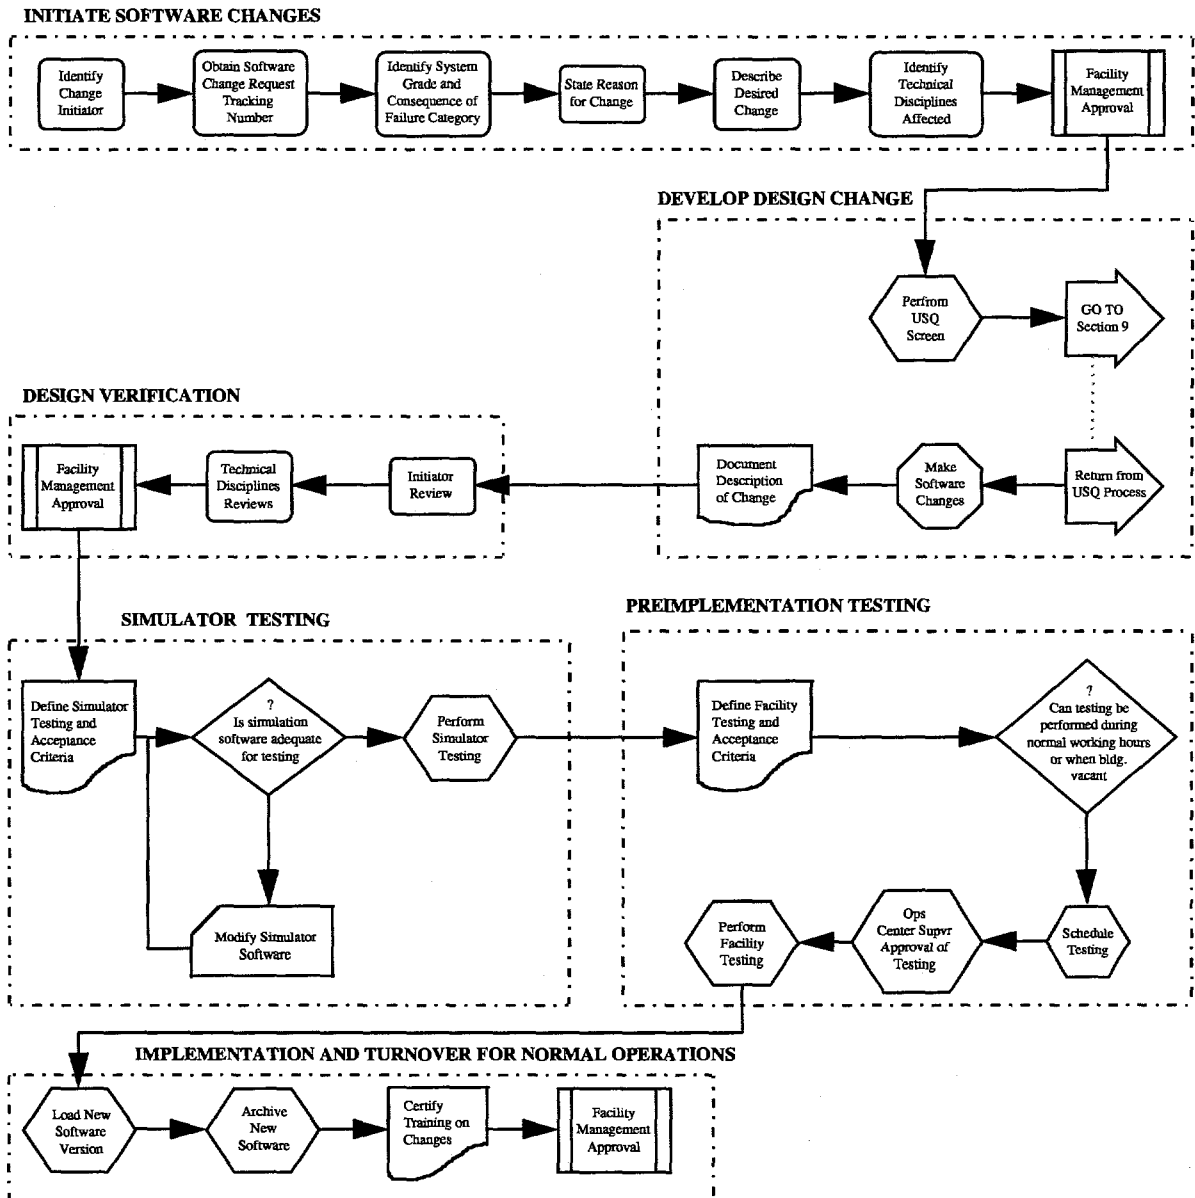 INITIATE SOFTWARE CHANGES
Identify
Change
Initiator
Obtain Software
Change Request
Tracking
Number
Identify System
Grade and
Consequence of
Failure Category
State Reason
for Change
Describe
Desired
Change
Identify
Technical
Disciplines
Affected
Facility
Management
Approval
DEVELOP DESIGN CHANGE
Perfrom
USQ
Screen
GO TO
Section 9
Return from
USQ Process
Make
Software
Changes
Document
Description
of Change
DESIGN VERIFICATION
Initiator
Review
Technical
Disciplines
Reviews
Facility
Management
Approval
SIMULATOR TESTING
Define Simulator
Testing and
Acceptance
Criteria
?
Is simulation
software adequate
for testing
Perform
Simulator
Testing
Modify Simulator
Software
PREIMPLEMENTATION TESTING
Define Facility
Testing and
Acceptance
Criteria
?
Can testing be
performed during
normal working hours
or when bldg.
vacant
Schedule
Testing
Ops
Center Supvr
Approval of
Testing
Perform
Facility
Testing
IMPLEMENTATION AND TURNOVER FOR NORMAL OPERATIONS
Load New
Software
Version
Archive
New
Software
Certify
Training on
Changes
Facility
Management
Approval